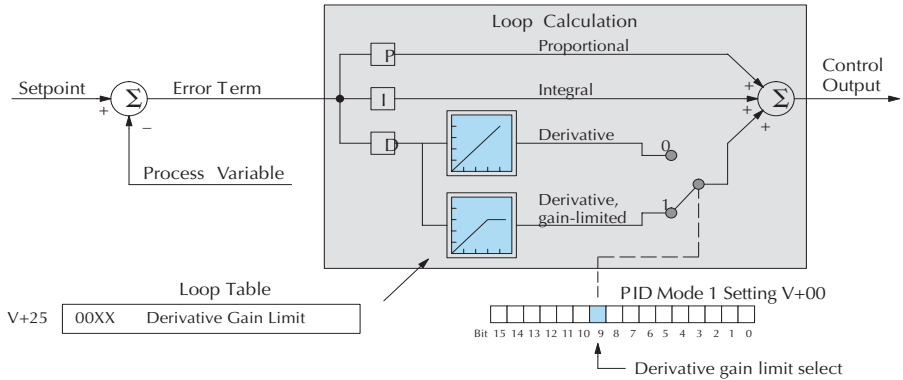 Loop Calculation
P
Proportional
Control
Output
Setpoint
Error Term
Σ
+
−
I
Integral
+
+
+
Σ
D
Derivative
0
Process Variable
Derivative,
gain-limited
1
Loop Table
V+25
00XX Derivative Gain Limit
PID Mode 1 Setting V+00
Bit 15 14 13 12 11 10 9 8 7 6 5 4 3 2 1 0
Derivative gain limit select